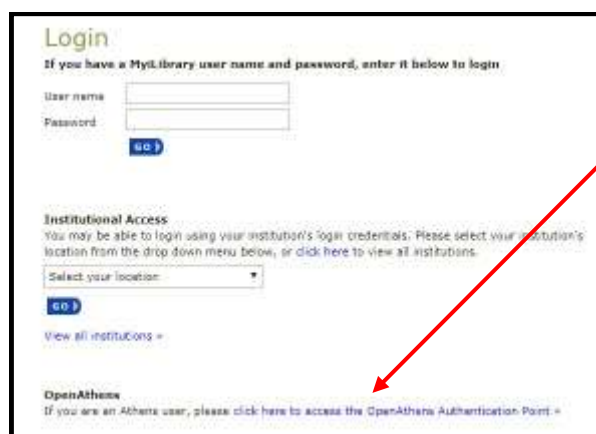 Login
If you have a MyiLibrary user name and password, enter it below to login
User name
Password
GO
Institutional Access
You may be able to login using your institution's login credentials. Please select your institution's
location from the drop down menu below, or click here to view all institutions.
Select your location
GO
View all institutions »
OpenAthens
If you are an Athens user, please click here to access the OpenAthens Authentication Point »